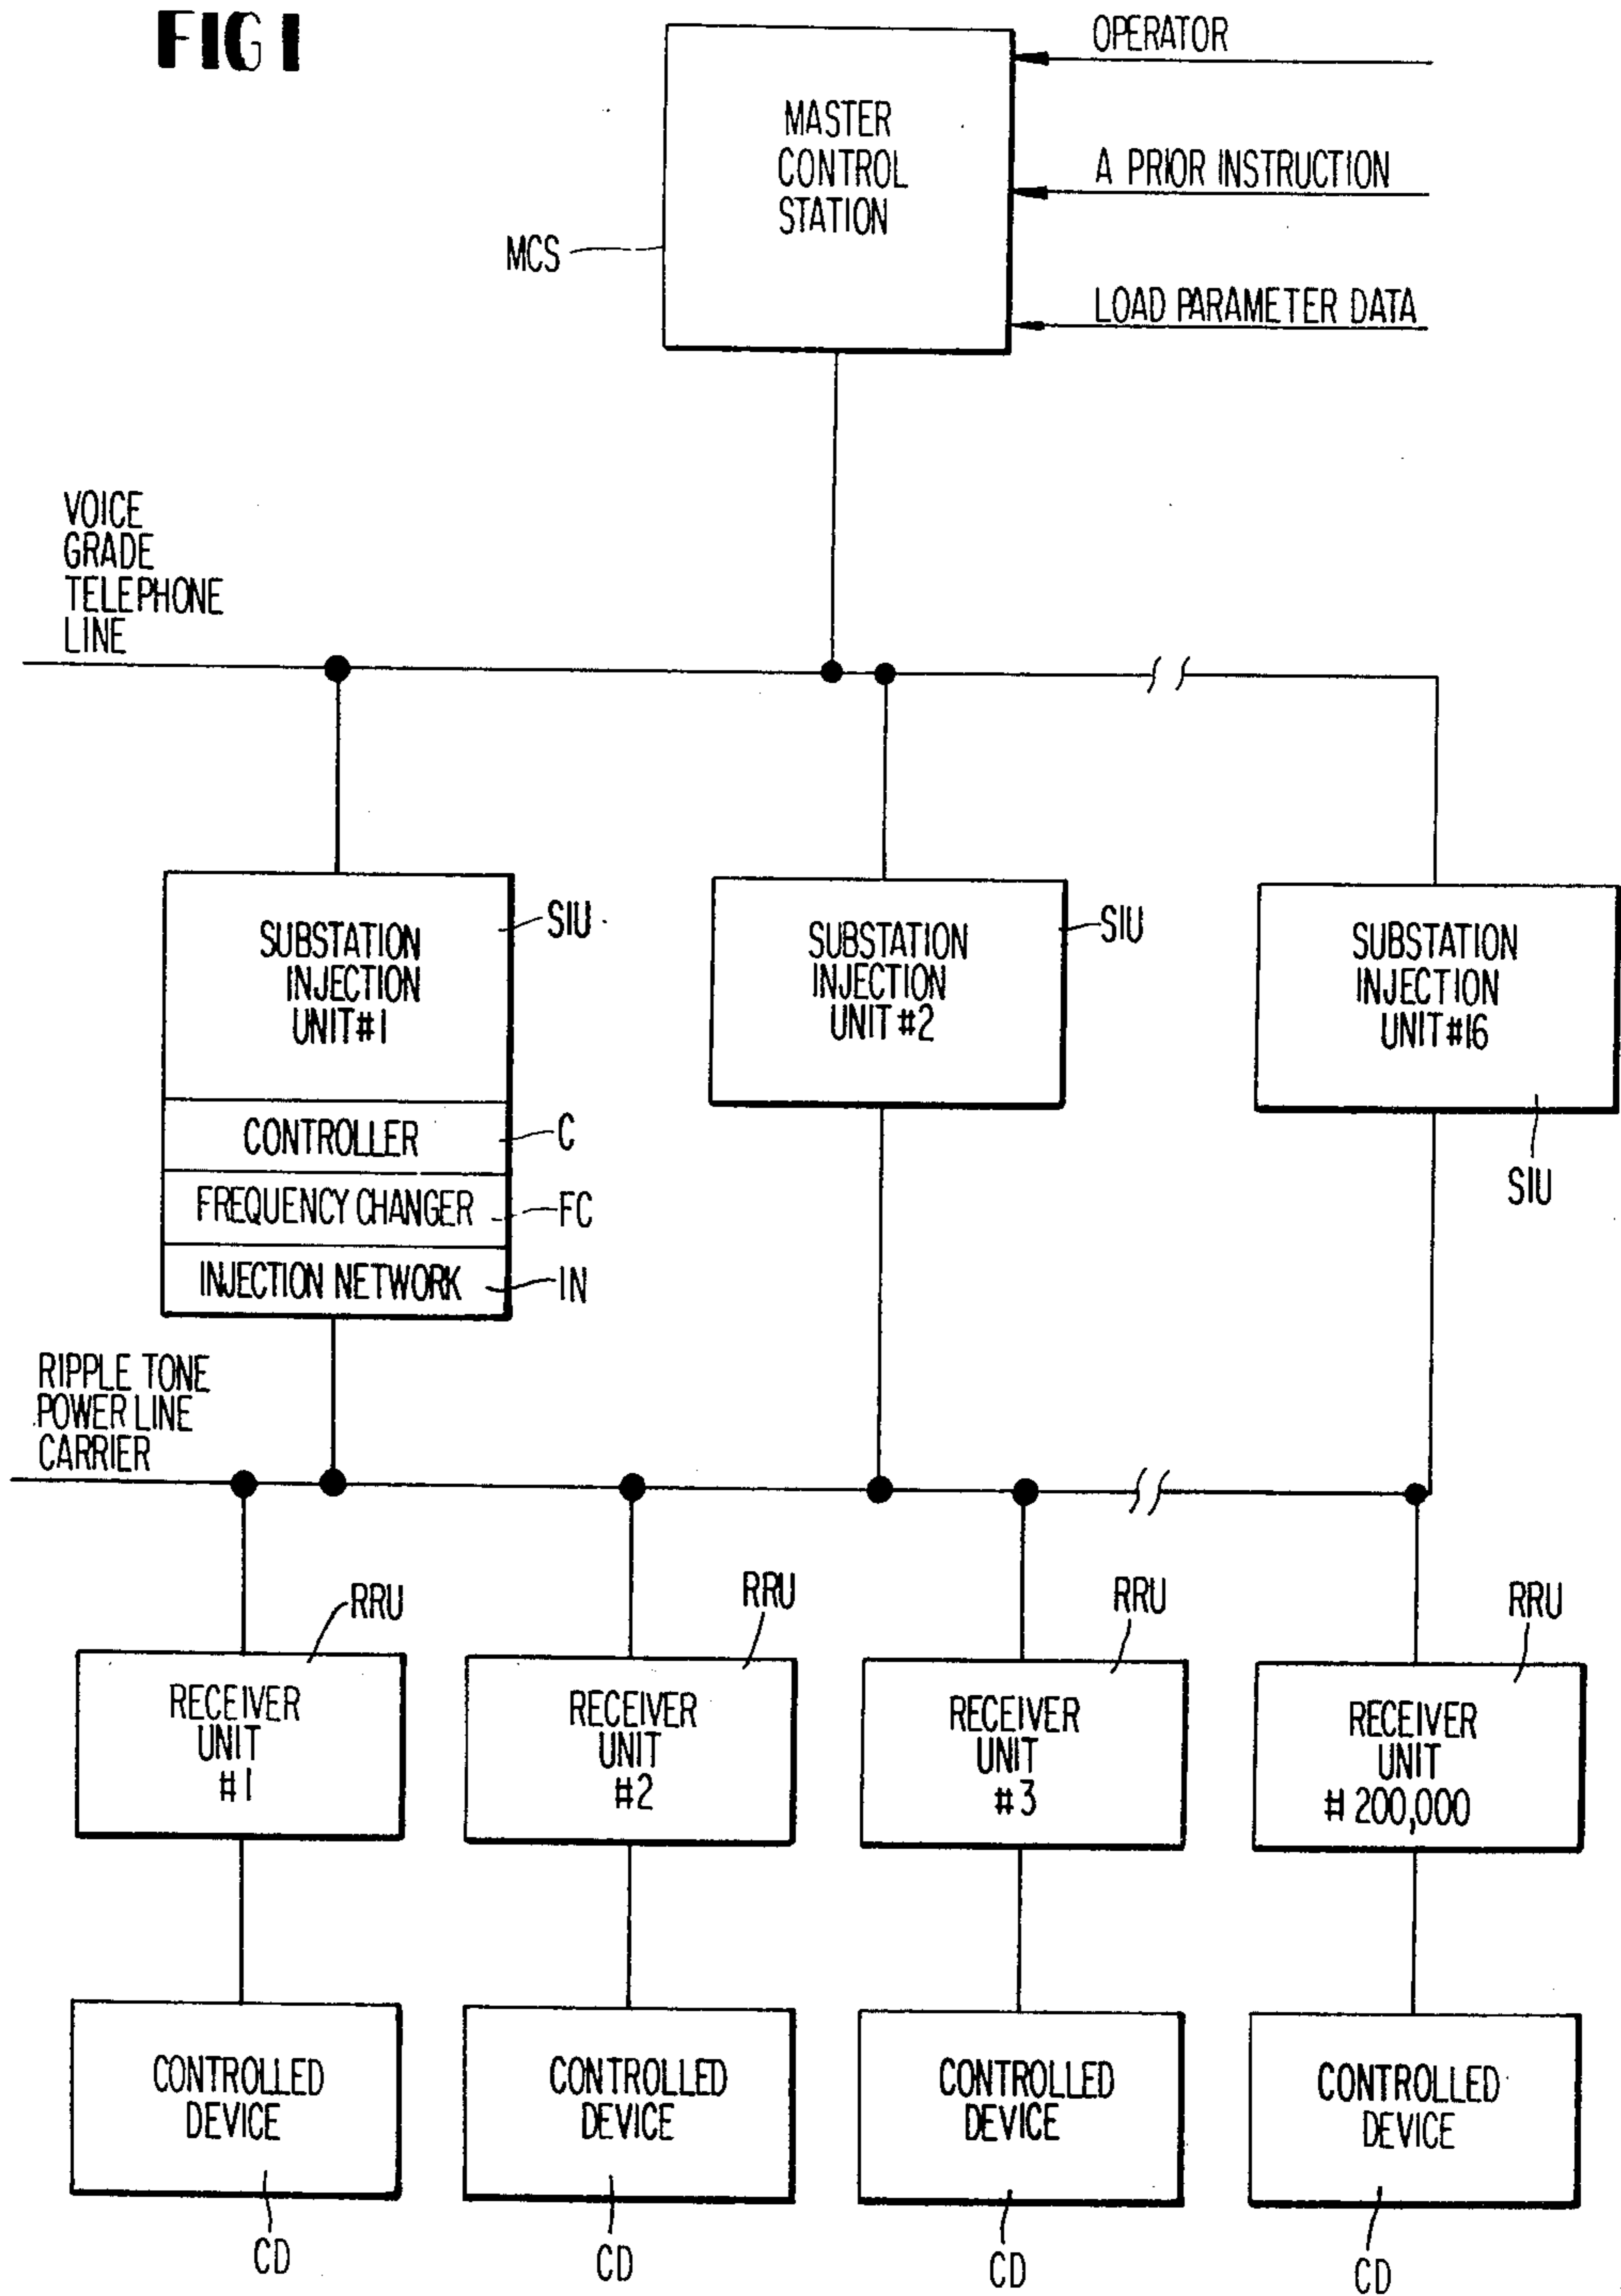 FIG 1
OPERATOR
MASTER
CONTROL
STATION
A PRIOR INSTRUCTION
MCS
LOAD PARAMETER DATA
VOICE
GRADE
TELEPHONE
LINE
SUBSTATION
INJECTION
UNIT #1
SIU
CONTROLLER
C
FREQUENCY CHANGER
FC
INJECTION NETWORK
IN
SUBSTATION
INJECTION
UNIT #2
SIU
SUBSTATION
INJECTION
UNIT #16
SIU
RIPPLE TONE
POWER LINE
CARRIER
RRU
RECEIVER
UNIT
#1
RRU
RECEIVER
UNIT
#2
RRU
RECEIVER
UNIT
#3
RRU
RECEIVER
UNIT
# 200,000
CONTROLLED
DEVICE
CD
CONTROLLED
DEVICE
CD
CONTROLLED
DEVICE
CD
CONTROLLED
DEVICE
CD